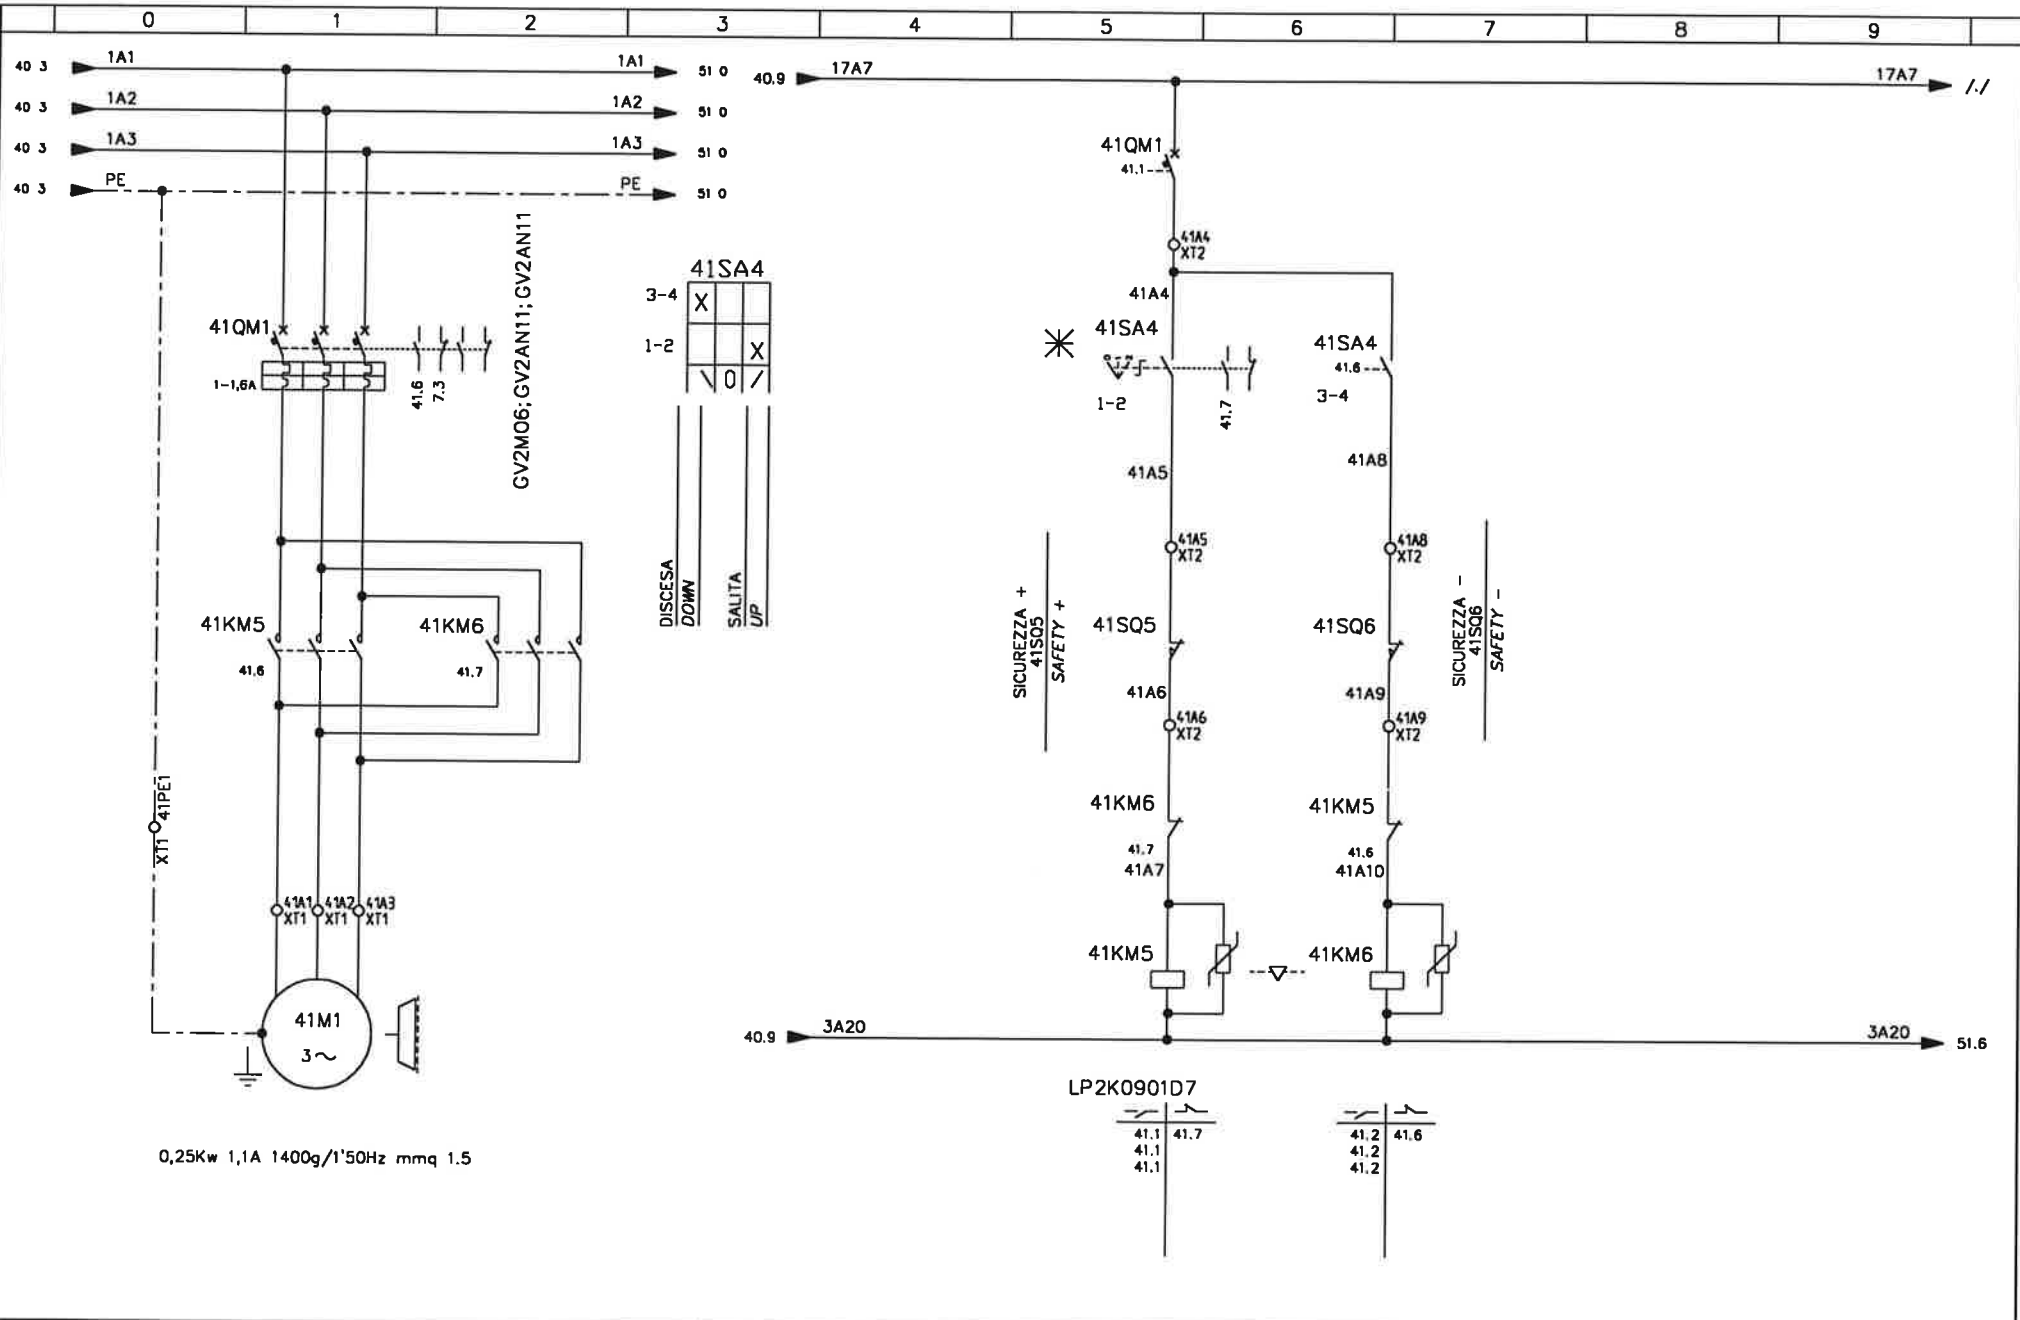 0 1 2 3 4 5 6 7 8 9
40 3 1A1 1A1 51 0
40 3 1A2 1A2 51 0
40 3 1A3 1A3 51 0
40 3 PE PE 51 0
40.9 17A7 17A7 /./
41QM1
1-1,6A
41.6
7.3
GV2M06; GV2AN11; GV2AN11
41SA4
3-4 X
1-2 X
\ 0 /
DISCESA
DOWN
SALITA
UP
41KM5
41.6
41KM6
41.7
41PE1
XT1
41A1
XT1
41A2
XT1
41A3
XT1
41M1
3~
0,25Kw 1,1A 1400g/1'50Hz mmq 1.5
41QM1
41.1
41A4
XT2
41A4
41SA4
1-2
41.7
41SA4
41.6
3-4
41A5
41A8
41A5
XT2
41A8
XT2
SICUREZZA +
41SQ5
SAFETY +
41SQ5
41SQ6
SICUREZZA -
41SQ6
SAFETY -
41A6
41A9
41A6
XT2
41A9
XT2
41KM6
41.7
41A7
41KM5
41.6
41A10
41KM5
41KM6
40.9 3A20 3A20 51.6
LP2K0901D7
41.1 41.7
41.1
41.1
41.2 41.6
41.2
41.2